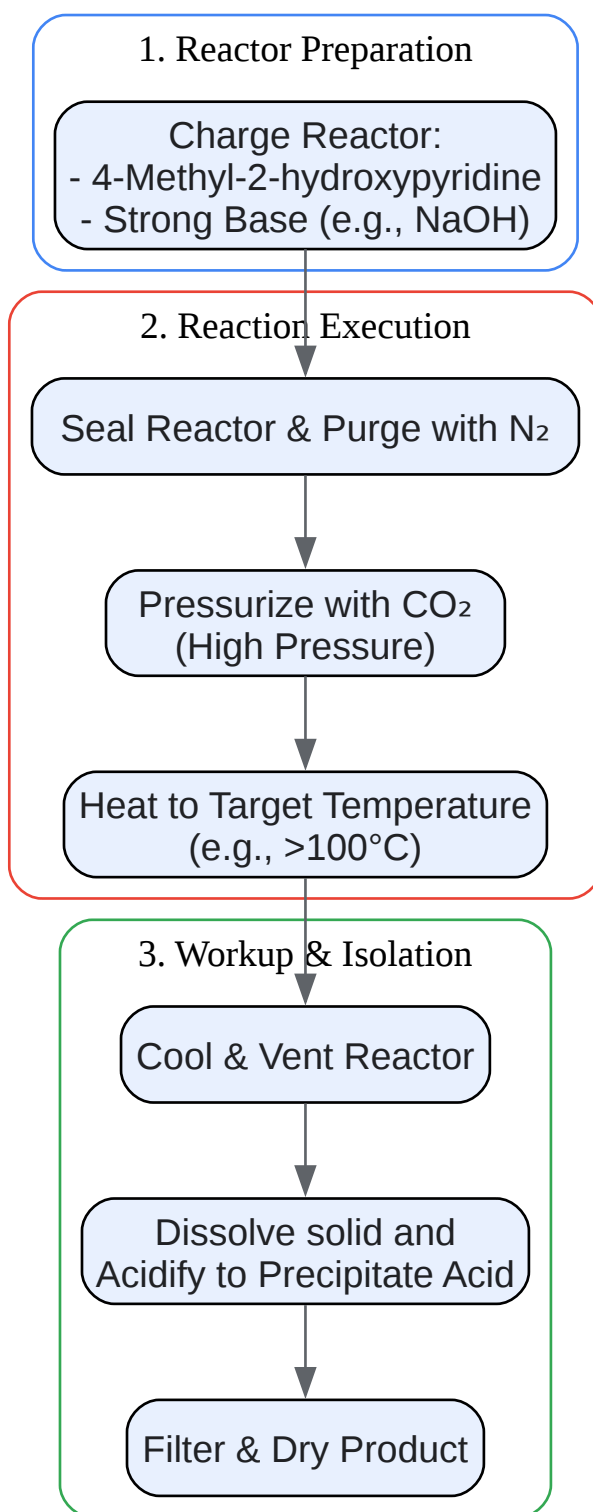 1. Reactor Preparation
Charge Reactor:
- 4-Methyl-2-hydroxypyridine
- Strong Base (e.g., NaOH)
2. Reaction Execution
Seal Reactor & Purge with N₂
Pressurize with CO₂
(High Pressure)
Heat to Target Temperature
(e.g., >100°C)
3. Workup & Isolation
Cool & Vent Reactor
Dissolve solid and
Acidify to Precipitate Acid
Filter & Dry Product